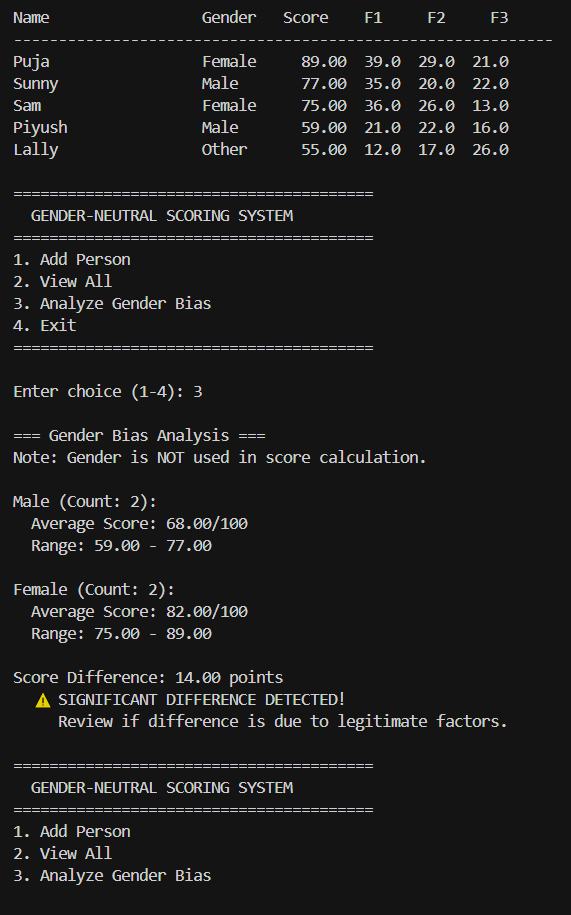 Name                 Gender   Score    F1     F2     F3
------------------------------------------------------------
Puja                 Female     89.00  39.0  29.0  21.0
Sunny                Male       77.00  35.0  20.0  22.0
Sam                  Female     75.00  36.0  26.0  13.0
Piyush               Male       59.00  21.0  22.0  16.0
Lally                Other      55.00  12.0  17.0  26.0

========================================
  GENDER-NEUTRAL SCORING SYSTEM
========================================
1. Add Person
2. View All
3. Analyze Gender Bias
4. Exit
========================================

Enter choice (1-4): 3

=== Gender Bias Analysis ===
Note: Gender is NOT used in score calculation.

Male (Count: 2):
  Average Score: 68.00/100
  Range: 59.00 - 77.00

Female (Count: 2):
  Average Score: 82.00/100
  Range: 75.00 - 89.00

Score Difference: 14.00 points
  ⚠️ SIGNIFICANT DIFFERENCE DETECTED!
     Review if difference is due to legitimate factors.

========================================
  GENDER-NEUTRAL SCORING SYSTEM
========================================
1. Add Person
2. View All
3. Analyze Gender Bias